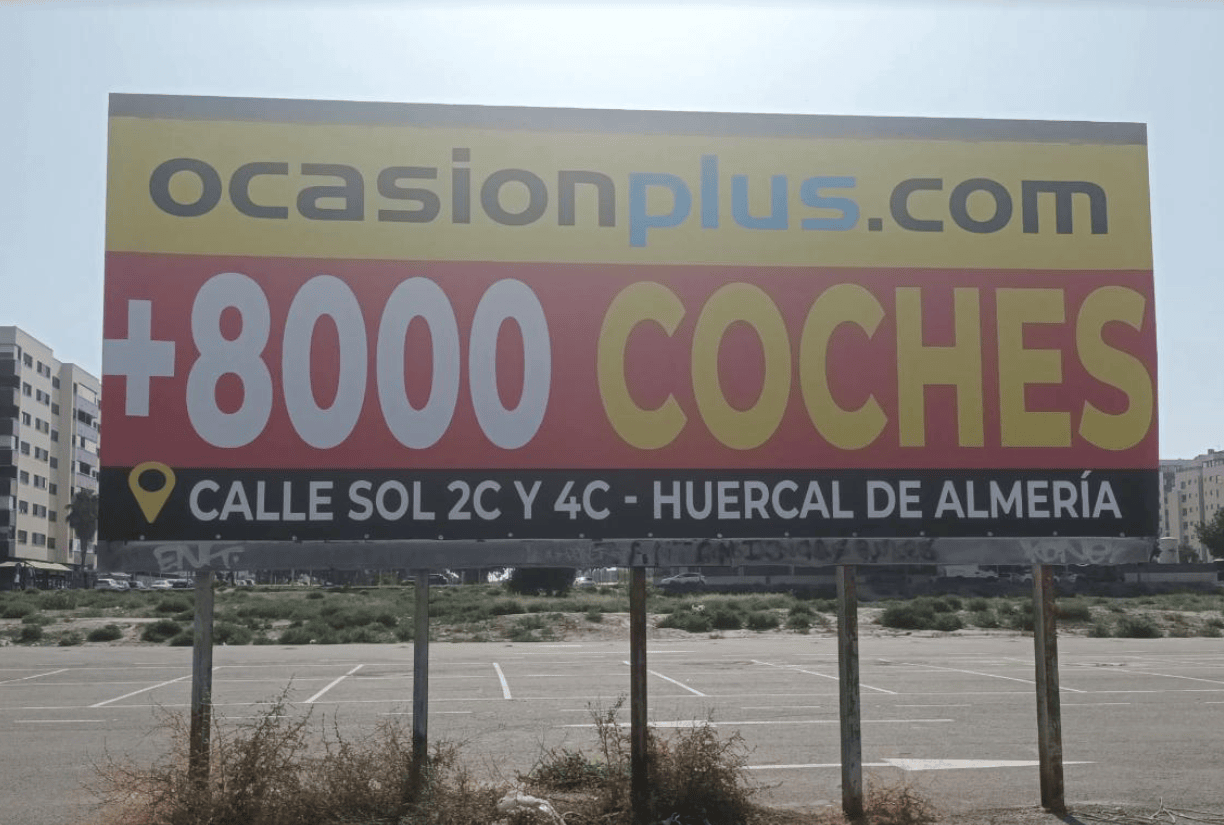 ocasionplus.com
+8000 COCHES
CALLE SOL 2C Y 4C - HUERCAL DE ALMERÍA